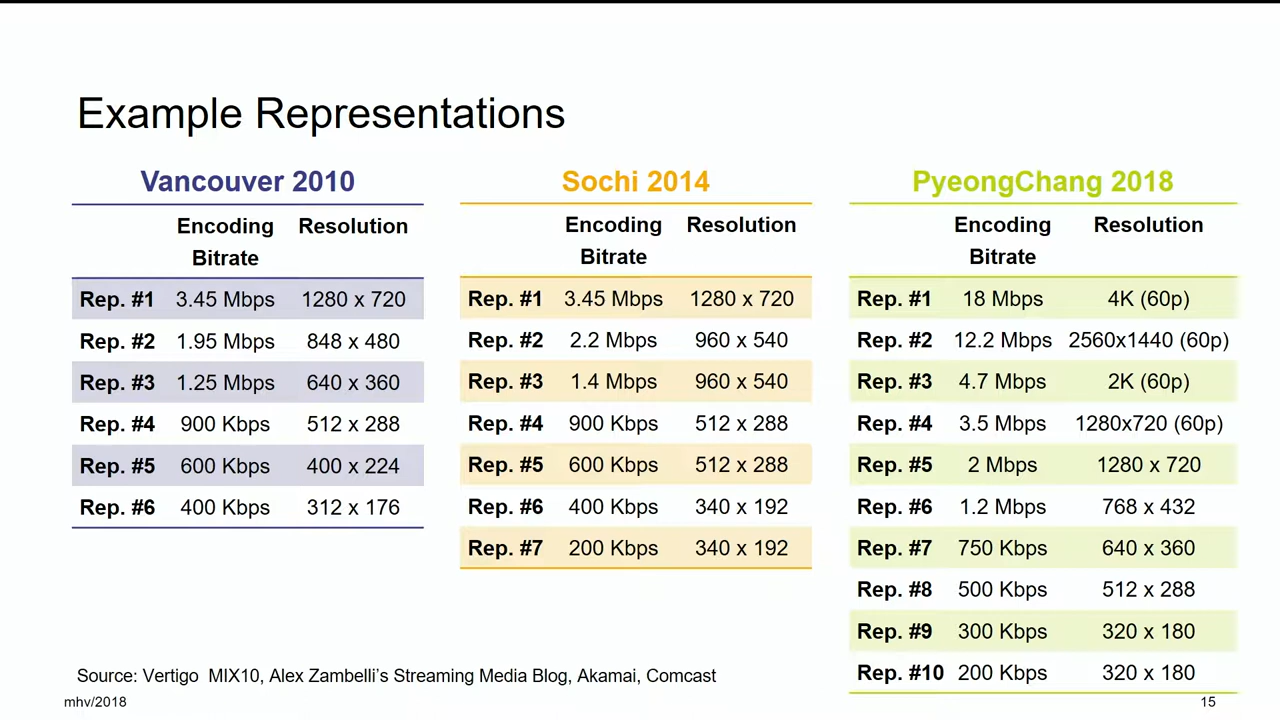 Example Representations
Vancouver 2010
Encoding Bitrate Resolution
Rep. #1 3.45 Mbps 1280 x 720
Rep. #2 1.95 Mbps 848 x 480
Rep. #3 1.25 Mbps 640 x 360
Rep. #4 900 Kbps 512 x 288
Rep. #5 600 Kbps 400 x 224
Rep. #6 400 Kbps 312 x 176
Sochi 2014
Encoding Bitrate Resolution
Rep. #1 3.45 Mbps 1280 x 720
Rep. #2 2.2 Mbps 960 x 540
Rep. #3 1.4 Mbps 960 x 540
Rep. #4 900 Kbps 512 x 288
Rep. #5 600 Kbps 512 x 288
Rep. #6 400 Kbps 340 x 192
Rep. #7 200 Kbps 340 x 192
PyeongChang 2018
Encoding Bitrate Resolution
Rep. #1 18 Mbps 4K (60p)
Rep. #2 12.2 Mbps 2560x1440 (60p)
Rep. #3 4.7 Mbps 2K (60p)
Rep. #4 3.5 Mbps 1280x720 (60p)
Rep. #5 2 Mbps 1280 x 720
Rep. #6 1.2 Mbps 768 x 432
Rep. #7 750 Kbps 640 x 360
Rep. #8 500 Kbps 512 x 288
Rep. #9 300 Kbps 320 x 180
Rep. #10 200 Kbps 320 x 180
Source: Vertigo MIX10, Alex Zambelli’s Streaming Media Blog, Akamai, Comcast
mhv/2018
15